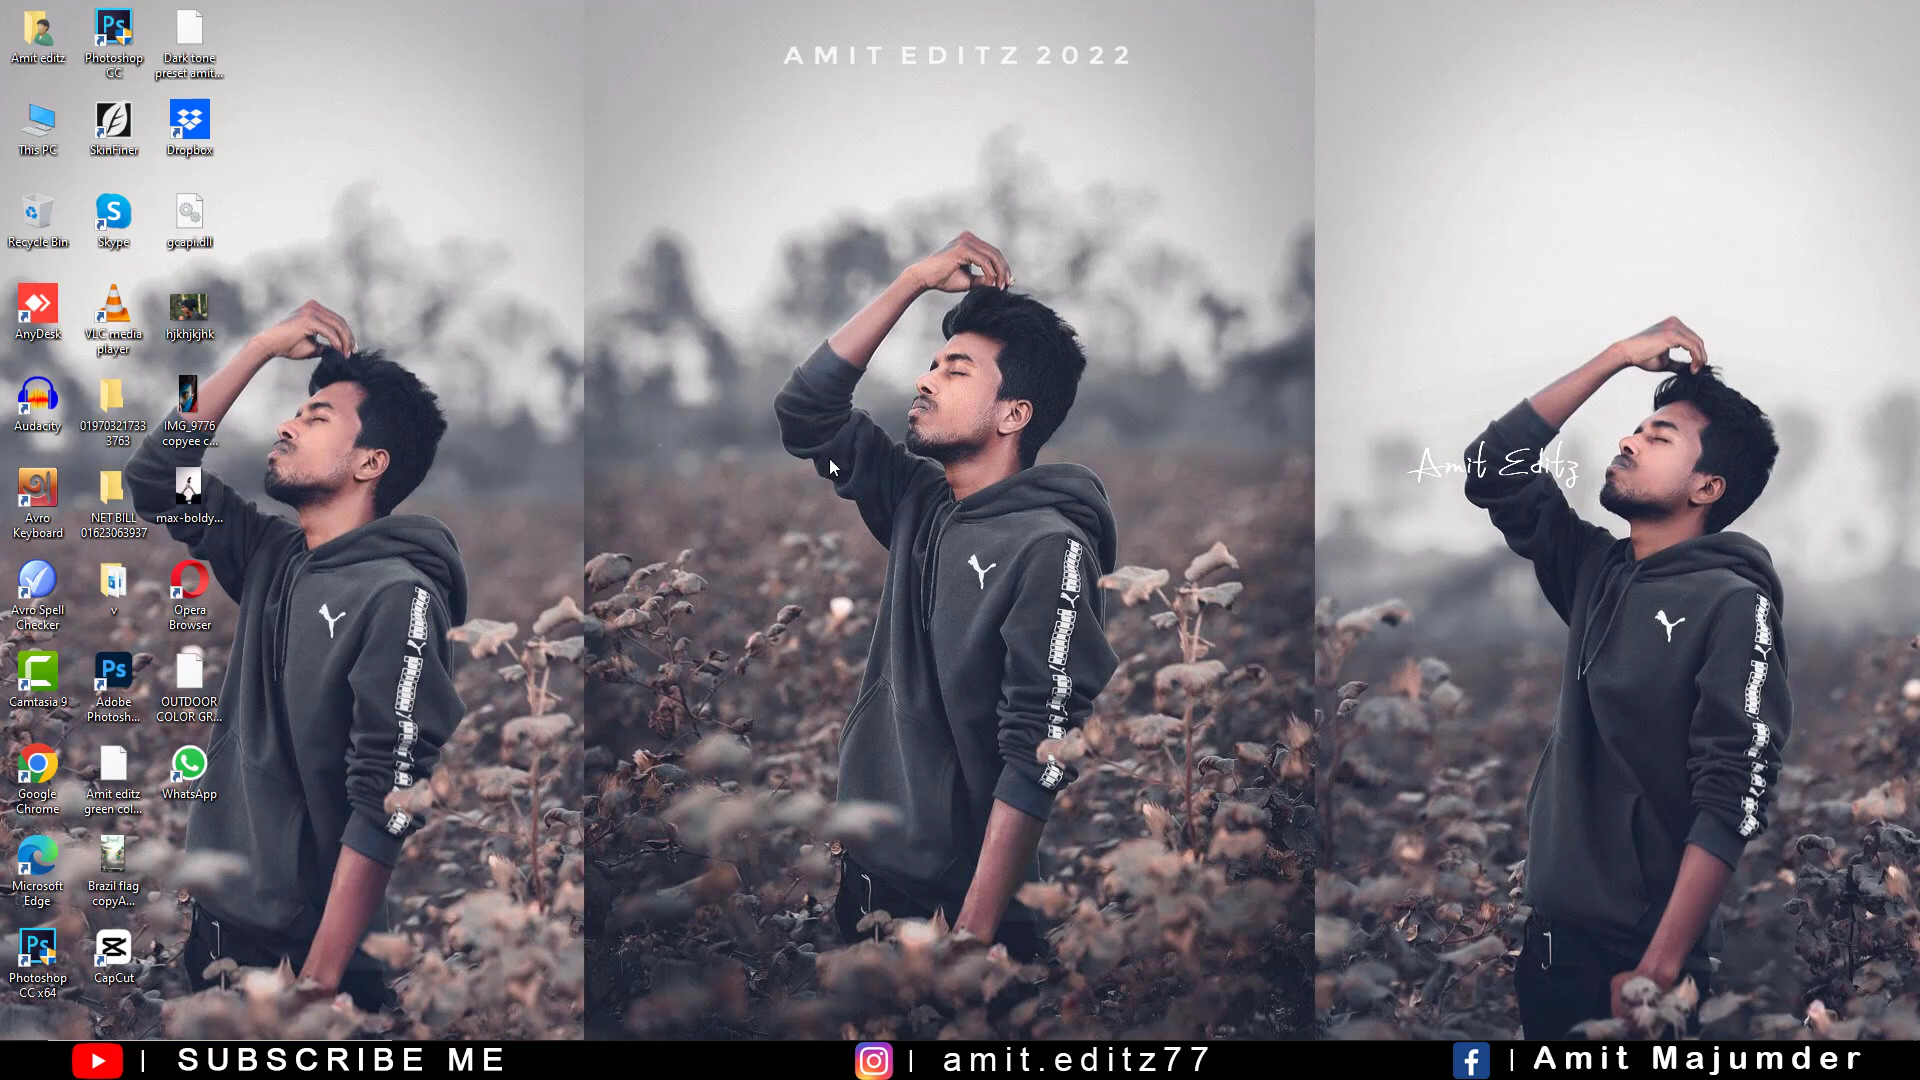 AMIT EDITZ 2022
Amit editz
Photoshop
CC
Dark tone
preset amit...
This PC
SkinFiner
Dropbox
Recycle Bin
Skype
gcapi.dll
AnyDesk
VLC media
player
hjkhjkjhk
Audacity
01970321733
3763
IMG_9776
copyee c...
Avro
Keyboard
NET BILL
01623063937
max-boldy...
Avro Spell
Checker
v
Opera
Browser
Camtasia 9
Adobe
Photosh...
OUTDOOR
COLOR GR...
Google
Chrome
Amit editz
green col...
WhatsApp
Microsoft
Edge
Brazil flag
copyA...
Photoshop
CC x64
CapCut
Ps
Ps
Ps
Amit Editz
| SUBSCRIBE ME
| amit.editz77
| Amit Majumder